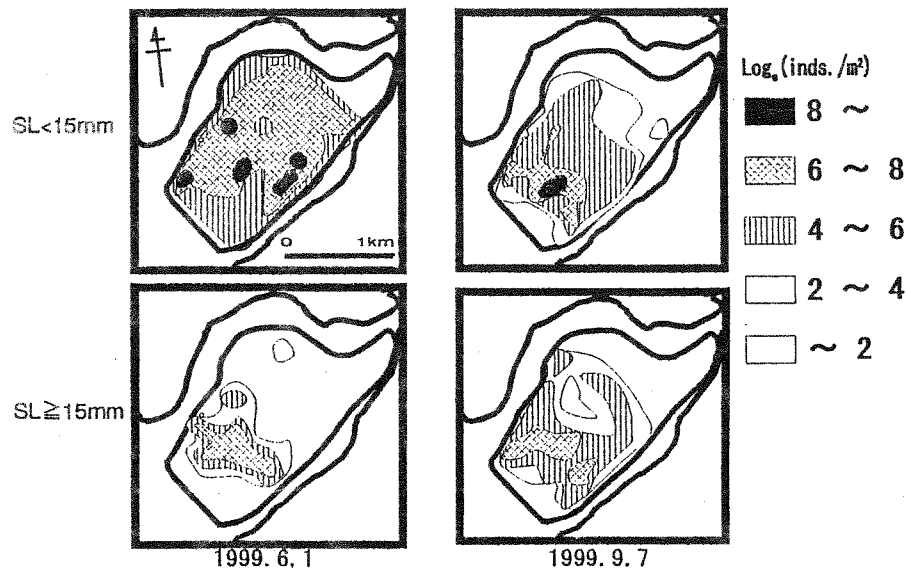 Logₑ(inds./m²)
SL<15mm
8 ～
6 ～ 8
4 ～ 6
2 ～ 4
～ 2
0 1km
SL≧15mm
1999.6.1
1999.9.7